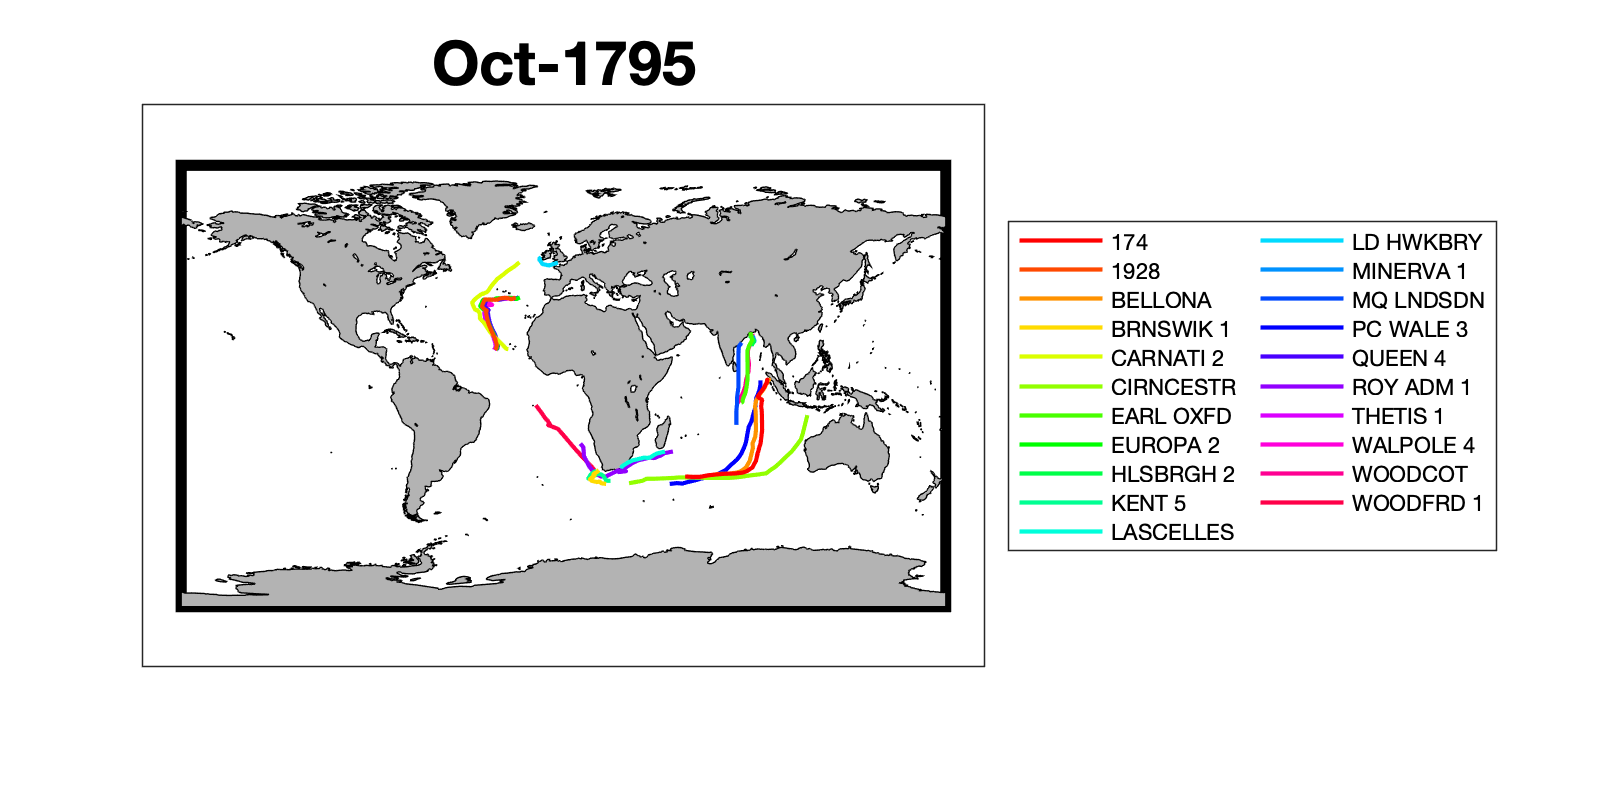 Oct-1795
174
1928
BELLONA
BRNSWIK 1
CARNATI 2
CIRNCESTR
EARL OXFD
EUROPA 2
HLSBRGH 2
KENT 5
LASCELLES
LD HWKBRY
MINERVA 1
MQ LNDSDN
PC WALE 3
QUEEN 4
ROY ADM 1
THETIS 1
WALPOLE 4
WOODCOT
WOODFRD 1